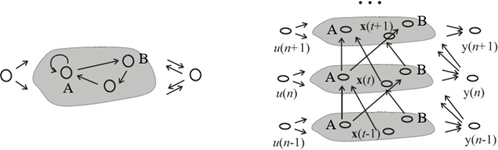 B
A
. . .
A
x(t+1)
B
u(n+1)
y(n+1)
A
x(t)
B
u(n)
y(n)
A
x(t-1)
B
u(n-1)
y(n-1)